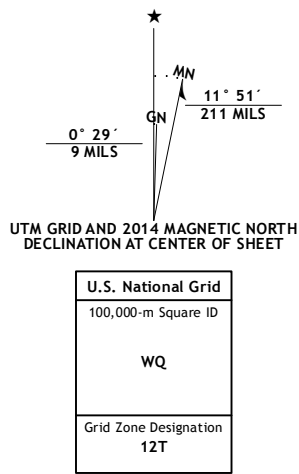 ★
MN
GN
11° 51´
211 MILS
0° 29´
9 MILS
UTM GRID AND 2014 MAGNETIC NORTH
DECLINATION AT CENTER OF SHEET
U.S. National Grid
100,000-m Square ID
WQ
Grid Zone Designation
12T